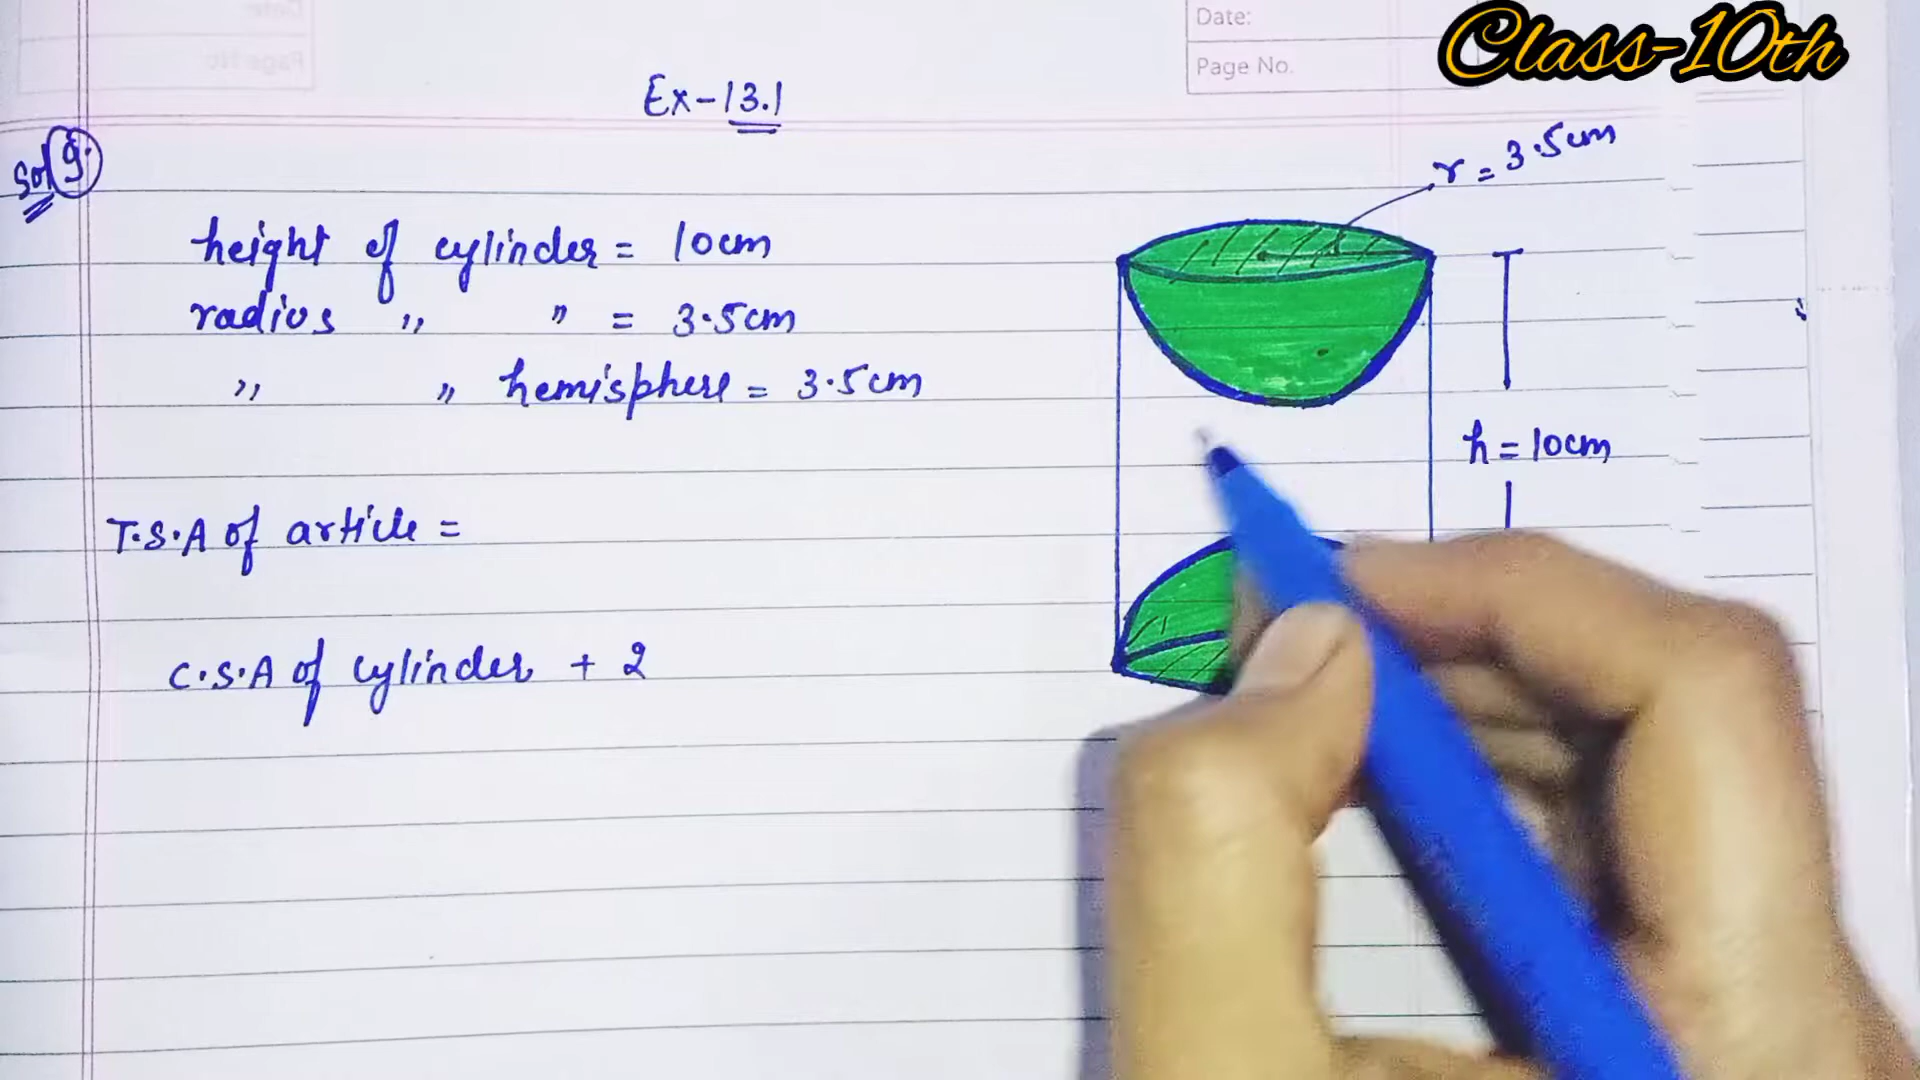 Date:
Page No.
Class-10th
Ex-13.1
Sol 9.
r = 3.5cm
height of cylinder = 10cm
radius " " = 3.5cm
" " hemisphere = 3.5cm
h = 10cm
T.S.A of article =
C.S.A of cylinder + 2